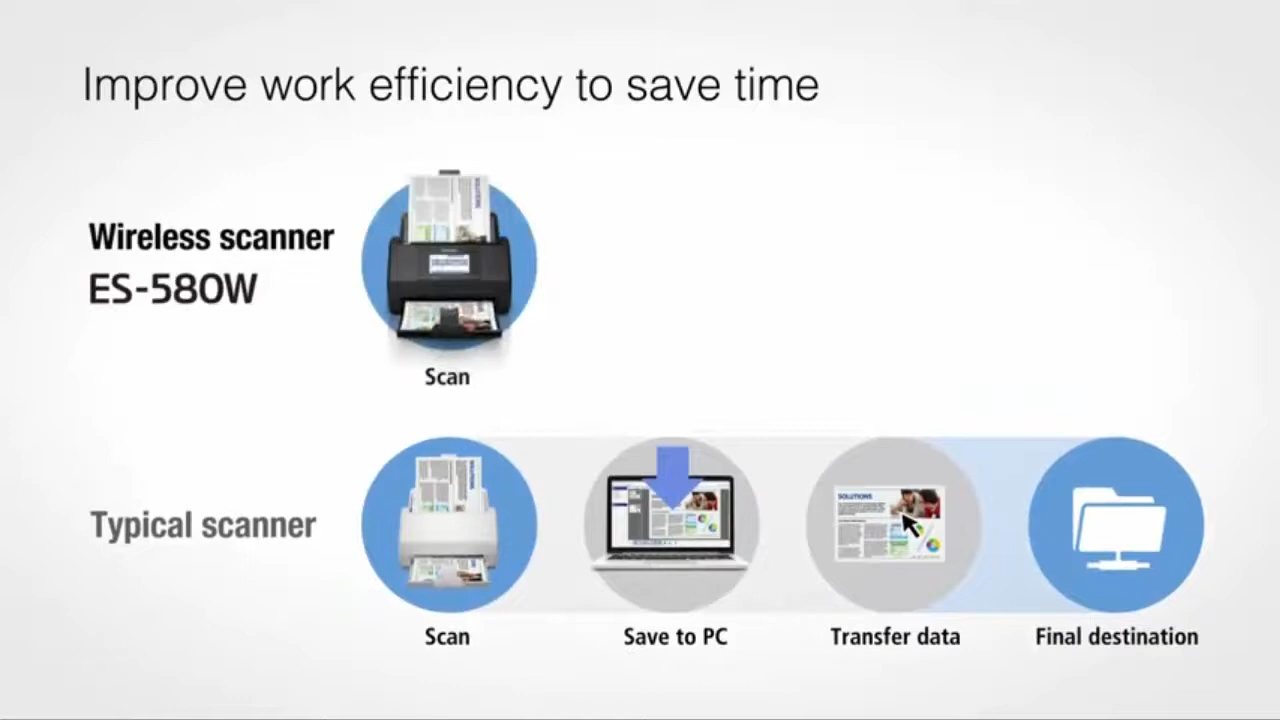 Improve work efficiency to save time
Wireless scanner
ES-580W
Scan
Typical scanner
SOLUTIONS
Scan
Save to PC
Transfer data
Final destination